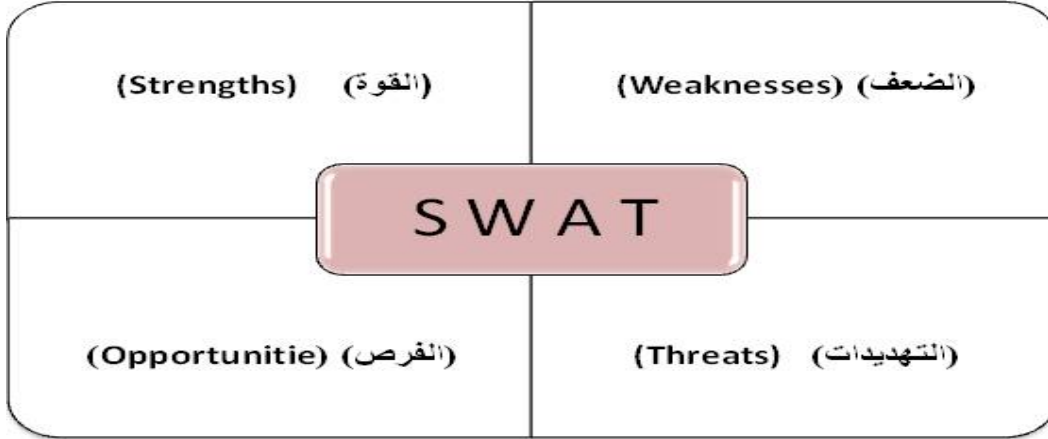 (Strengths) (القوة)
(Weaknesses) (الضعف)
S W A T
(Opportunitie) (الفرص)
(Threats) (التهديدات)